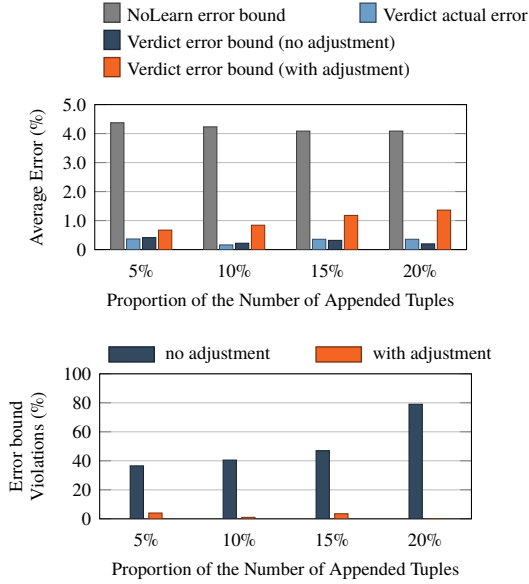 NoLearn error bound
Verdict actual error
Verdict error bound (no adjustment)
Verdict error bound (with adjustment)
Average Error (%)
5.0
4.0
3.0
2.0
1.0
0
5% 10% 15% 20%
Proportion of the Number of Appended Tuples
no adjustment
with adjustment
Error bound
Violations (%)
100
80
60
40
20
0
5% 10% 15% 20%
Proportion of the Number of Appended Tuples